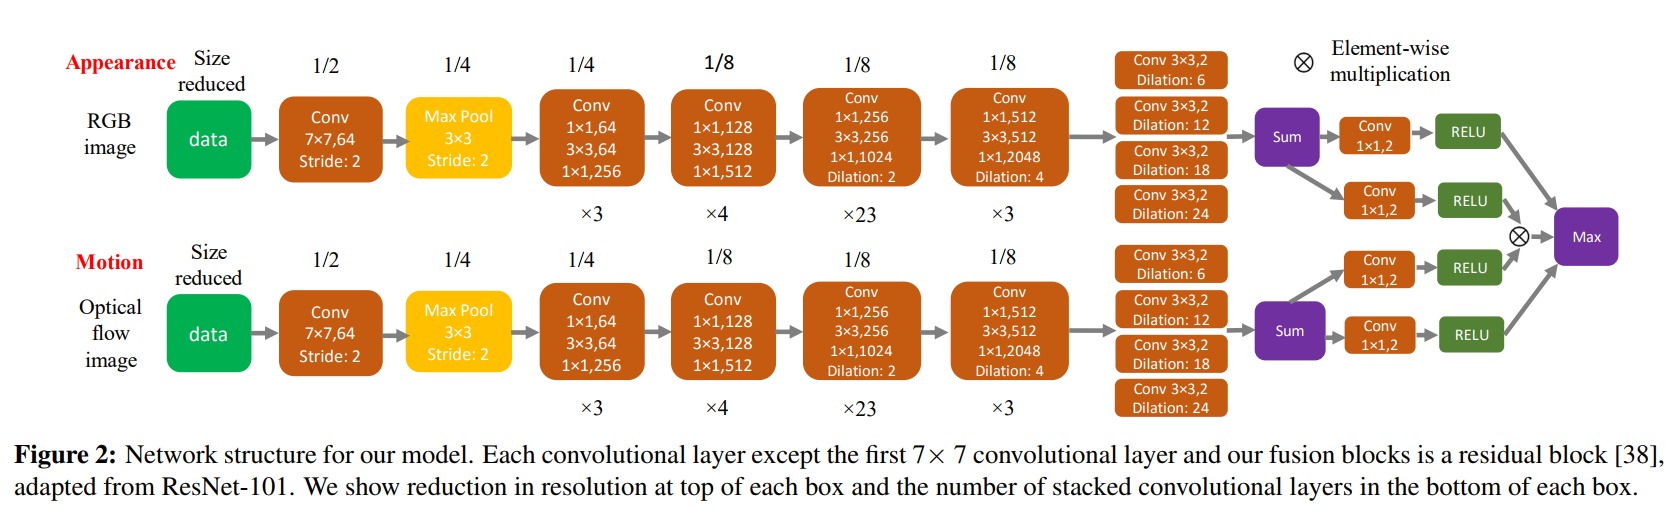 Appearance
Size
reduced
1/2
1/4
1/4
1/8
1/8
1/8
RGB
image
data
Conv
7×7,64
Stride: 2
Max Pool
3×3
Stride: 2
Conv
1×1,64
3×3,64
1×1,256
Conv
1×1,128
3×3,128
1×1,512
Conv
1×1,256
3×3,256
1×1,1024
Dilation: 2
Conv
1×1,512
3×3,512
1×1,2048
Dilation: 4
×3
×4
×23
×3
Conv 3×3,2
Dilation: 6
Conv 3×3,2
Dilation: 12
Conv 3×3,2
Dilation: 18
Conv 3×3,2
Dilation: 24
Sum
Conv
1×1,2
RELU
Conv
1×1,2
RELU
⊗
Element-wise
multiplication
⊗
Max
Motion
Size
reduced
1/2
1/4
1/4
1/8
1/8
1/8
Optical
flow
image
data
Conv
7×7,64
Stride: 2
Max Pool
3×3
Stride: 2
Conv
1×1,64
3×3,64
1×1,256
Conv
1×1,128
3×3,128
1×1,512
Conv
1×1,256
3×3,256
1×1,1024
Dilation: 2
Conv
1×1,512
3×3,512
1×1,2048
Dilation: 4
×3
×4
×23
×3
Conv 3×3,2
Dilation: 6
Conv 3×3,2
Dilation: 12
Conv 3×3,2
Dilation: 18
Conv 3×3,2
Dilation: 24
Sum
Conv
1×1,2
RELU
Conv
1×1,2
RELU
Figure 2: Network structure for our model. Each convolutional layer except the first 7× 7 convolutional layer and our fusion blocks is a residual block [38],
adapted from ResNet-101. We show reduction in resolution at top of each box and the number of stacked convolutional layers in the bottom of each box.